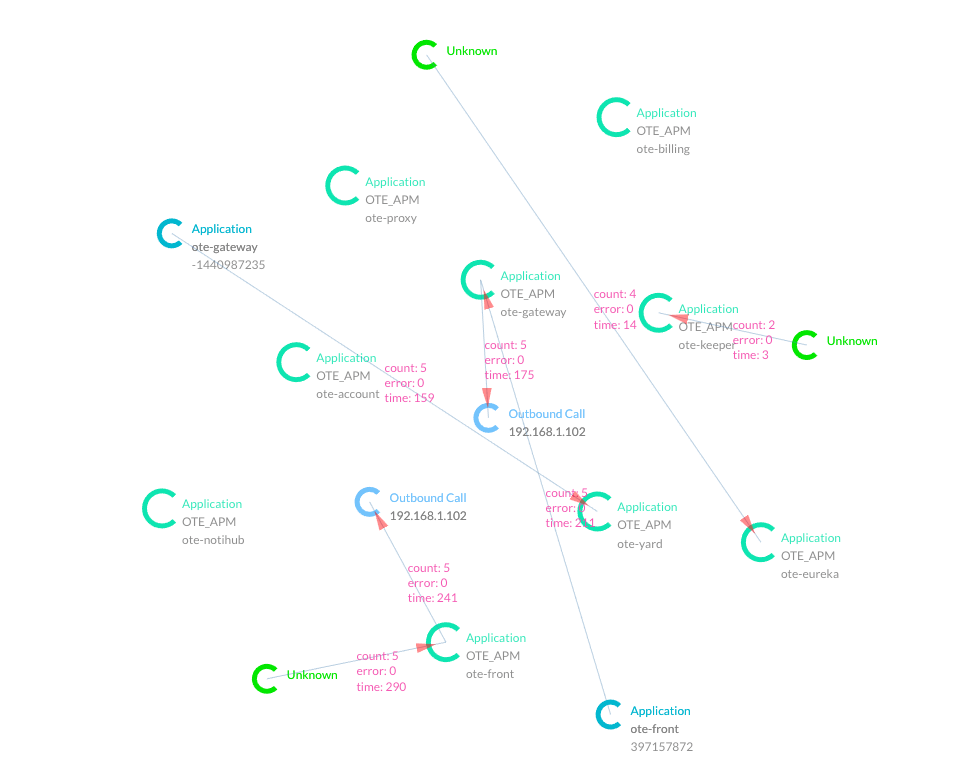 Unknown
Application
OTE_APM
ote-billing
Application
OTE_APM
ote-proxy
Application
ote-gateway
-1440987235
Application
OTE_APM
ote-gateway
count: 4
error: 0
time: 14
Application
OTE_APM
ote-keeper
count: 2
error: 0
time: 3
Unknown
count: 5
error: 0
time: 175
Application
OTE_APM
ote-account
count: 5
error: 0
time: 159
Outbound Call
192.168.1.102
Application
OTE_APM
ote-notihub
Outbound Call
192.168.1.102
count: 5
error: 0
time: 211
Application
OTE_APM
ote-yard
Application
OTE_APM
ote-eureka
count: 5
error: 0
time: 241
Application
OTE_APM
ote-front
count: 5
error: 0
time: 290
Unknown
Application
ote-front
397157872